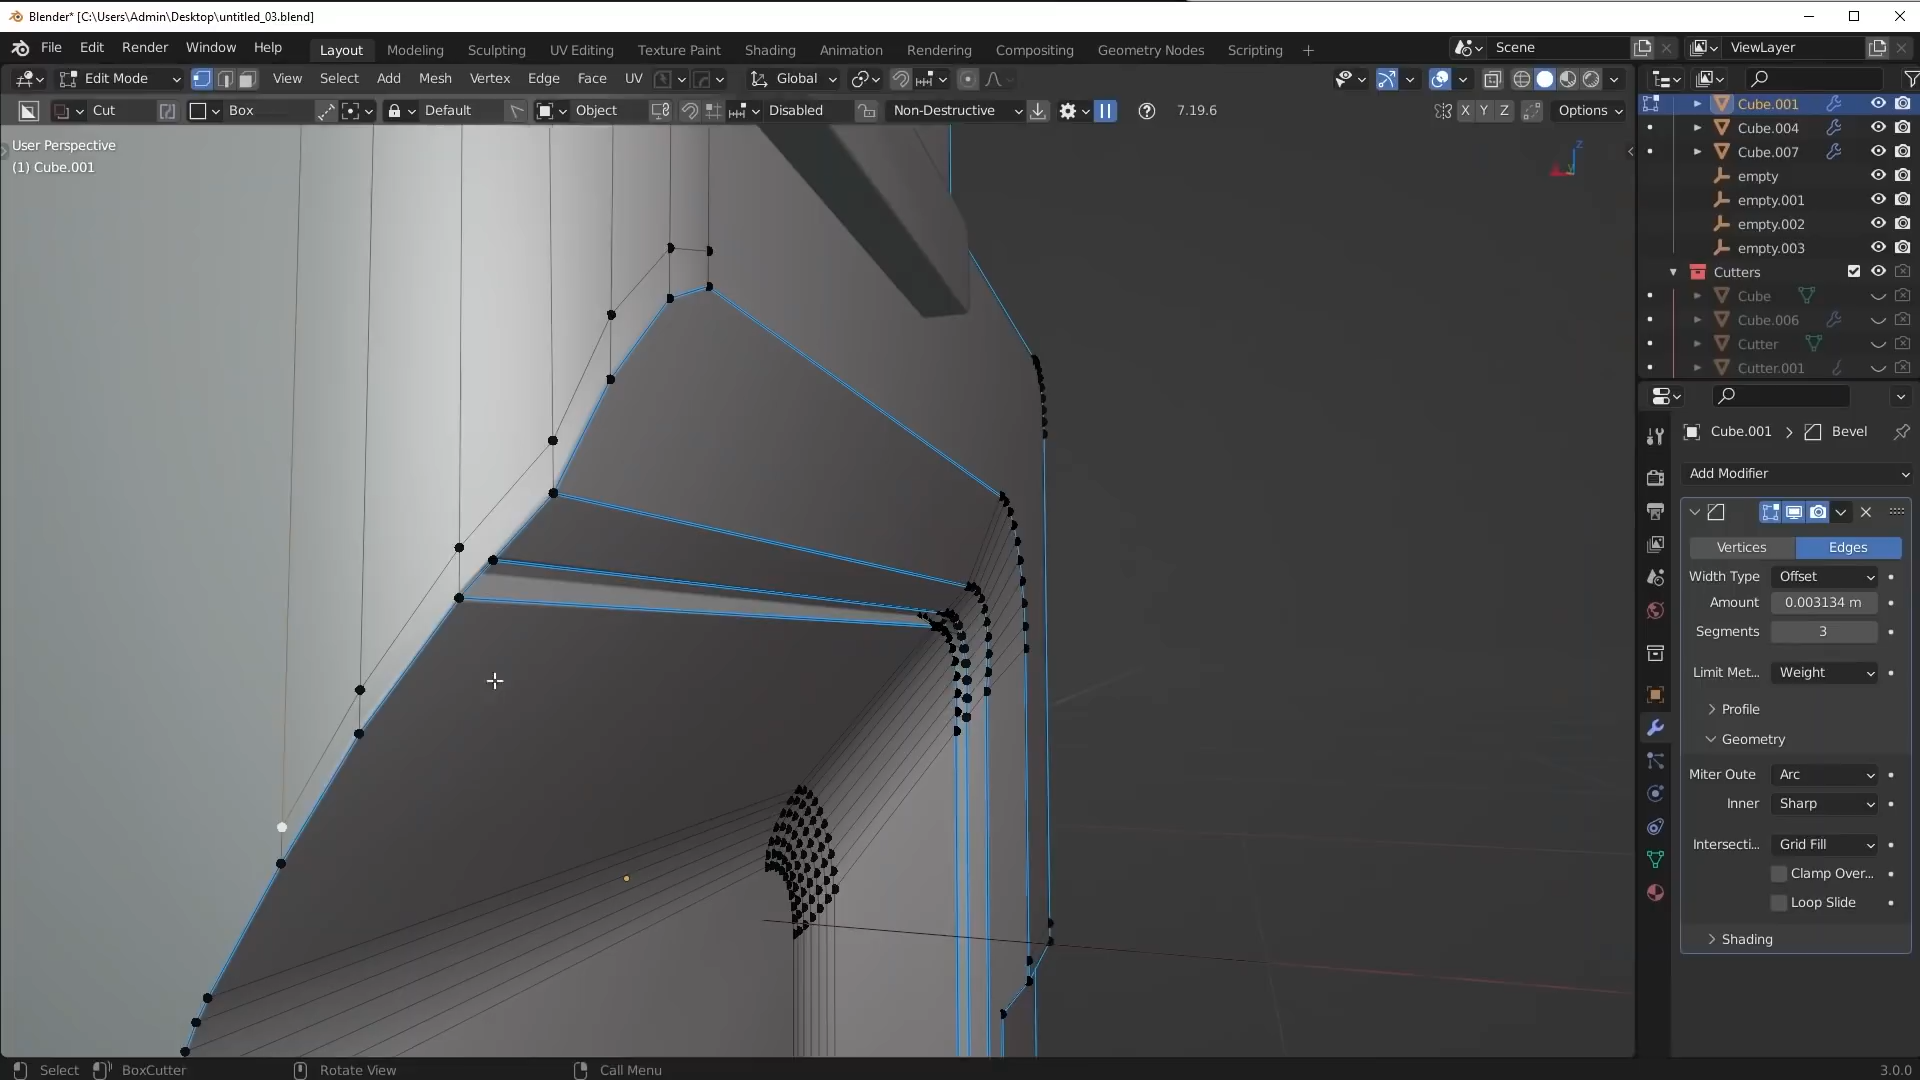 Blender* [C:\Users\Admin\Desktop\untitled_03.blend]
File Edit Render Window Help Layout Modeling Sculpting UV Editing Texture Paint Shading Animation Rendering Compositing Geometry Nodes Scripting + Scene ViewLayer
Edit Mode View Select Add Mesh Vertex Edge Face UV Global
Cut Box Default Object Disabled Non-Destructive 7.19.6 X Y Z Options
User Perspective
(1) Cube.001
Z
Cube.001
Cube.004
Cube.007
empty
empty.001
empty.002
empty.003
Cutters
Cube
Cube.006
Cutter
Cutter.001
Cube.001 > Bevel
Add Modifier
Vertices Edges
Width Type Offset
Amount 0.003134 m
Segments 3
Limit Met... Weight
Profile
Geometry
Miter Oute Arc
Inner Sharp
Intersecti... Grid Fill
Clamp Over...
Loop Slide
Shading
Select BoxCutter Rotate View Call Menu 3.0.0